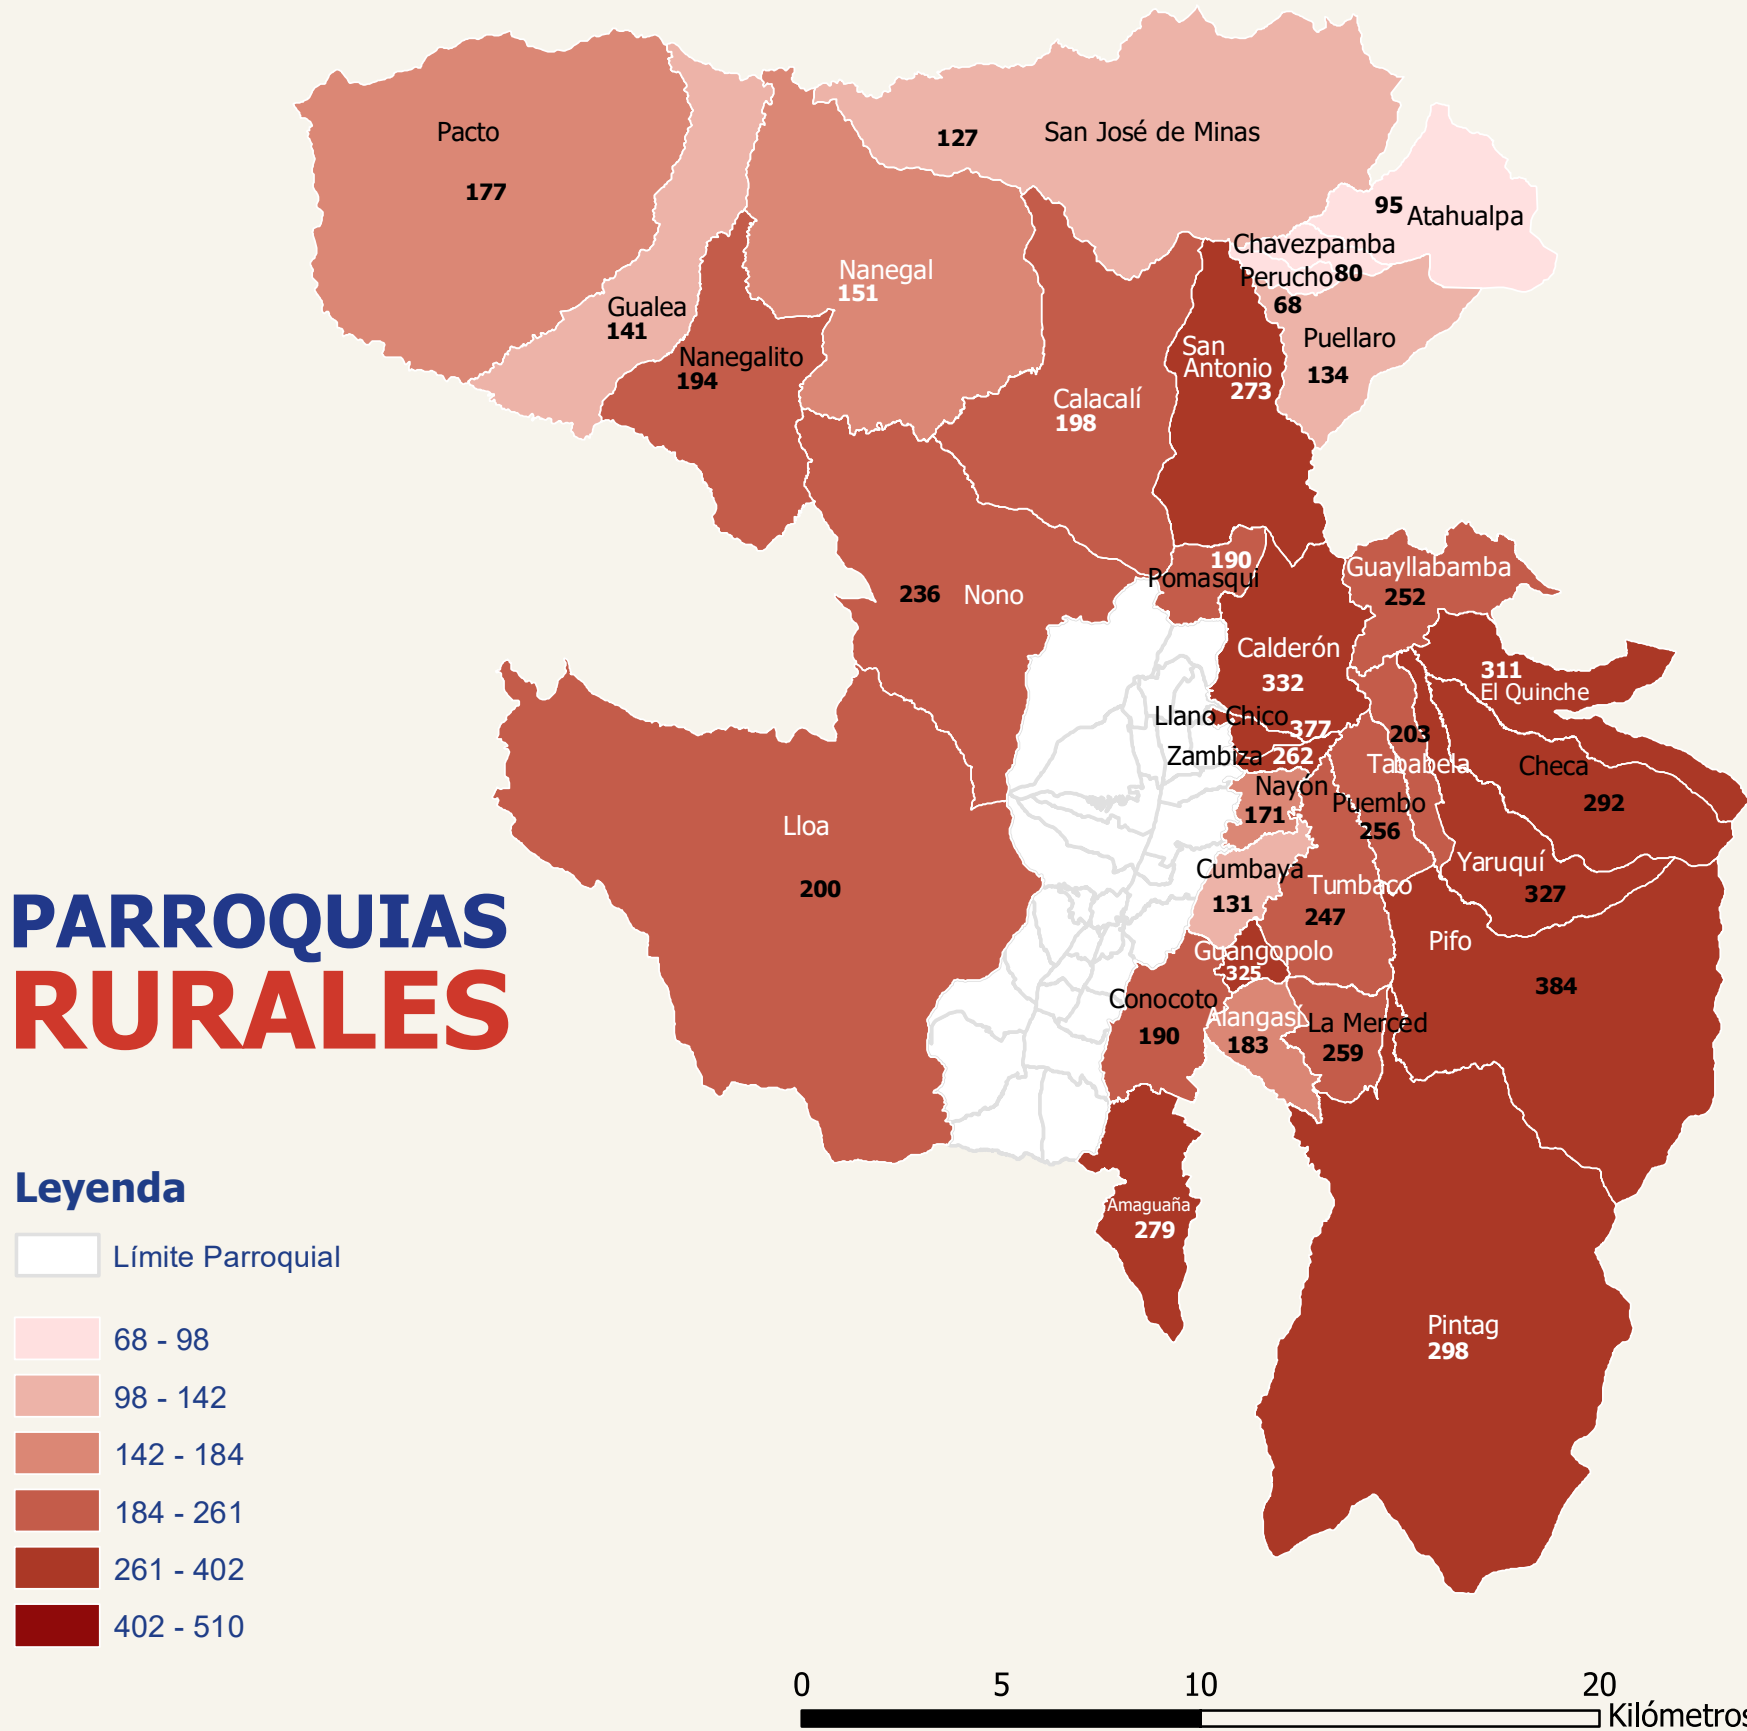 Pacto
177
127
San José de Minas
95
Atahualpa
Chavezpamba
Perucho
80
68
Nanegal
151
Gualea
141
Nanegalito
194
Puellaro
134
San
Antonio
273
Calacalí
198
190
Pomasqui
Guayllabamba
252
236
Nono
Calderón
332
311
El Quinche
Llano Chico
377
Zambiza
262
203
Tababela
Checa
292
Nayón
171
Puembo
256
Lloa
200
Cumbaya
131
Tumbaco
247
Yaruquí
327
Pifo
384
Guangopolo
325
Conocoto
190
Alangasí
183
La Merced
259
PARROQUIAS
RURALES
Amaguaña
279
Pintag
298
Leyenda
Límite Parroquial
68 - 98
98 - 142
142 - 184
184 - 261
261 - 402
402 - 510
0 5 10 20
Kilómetros